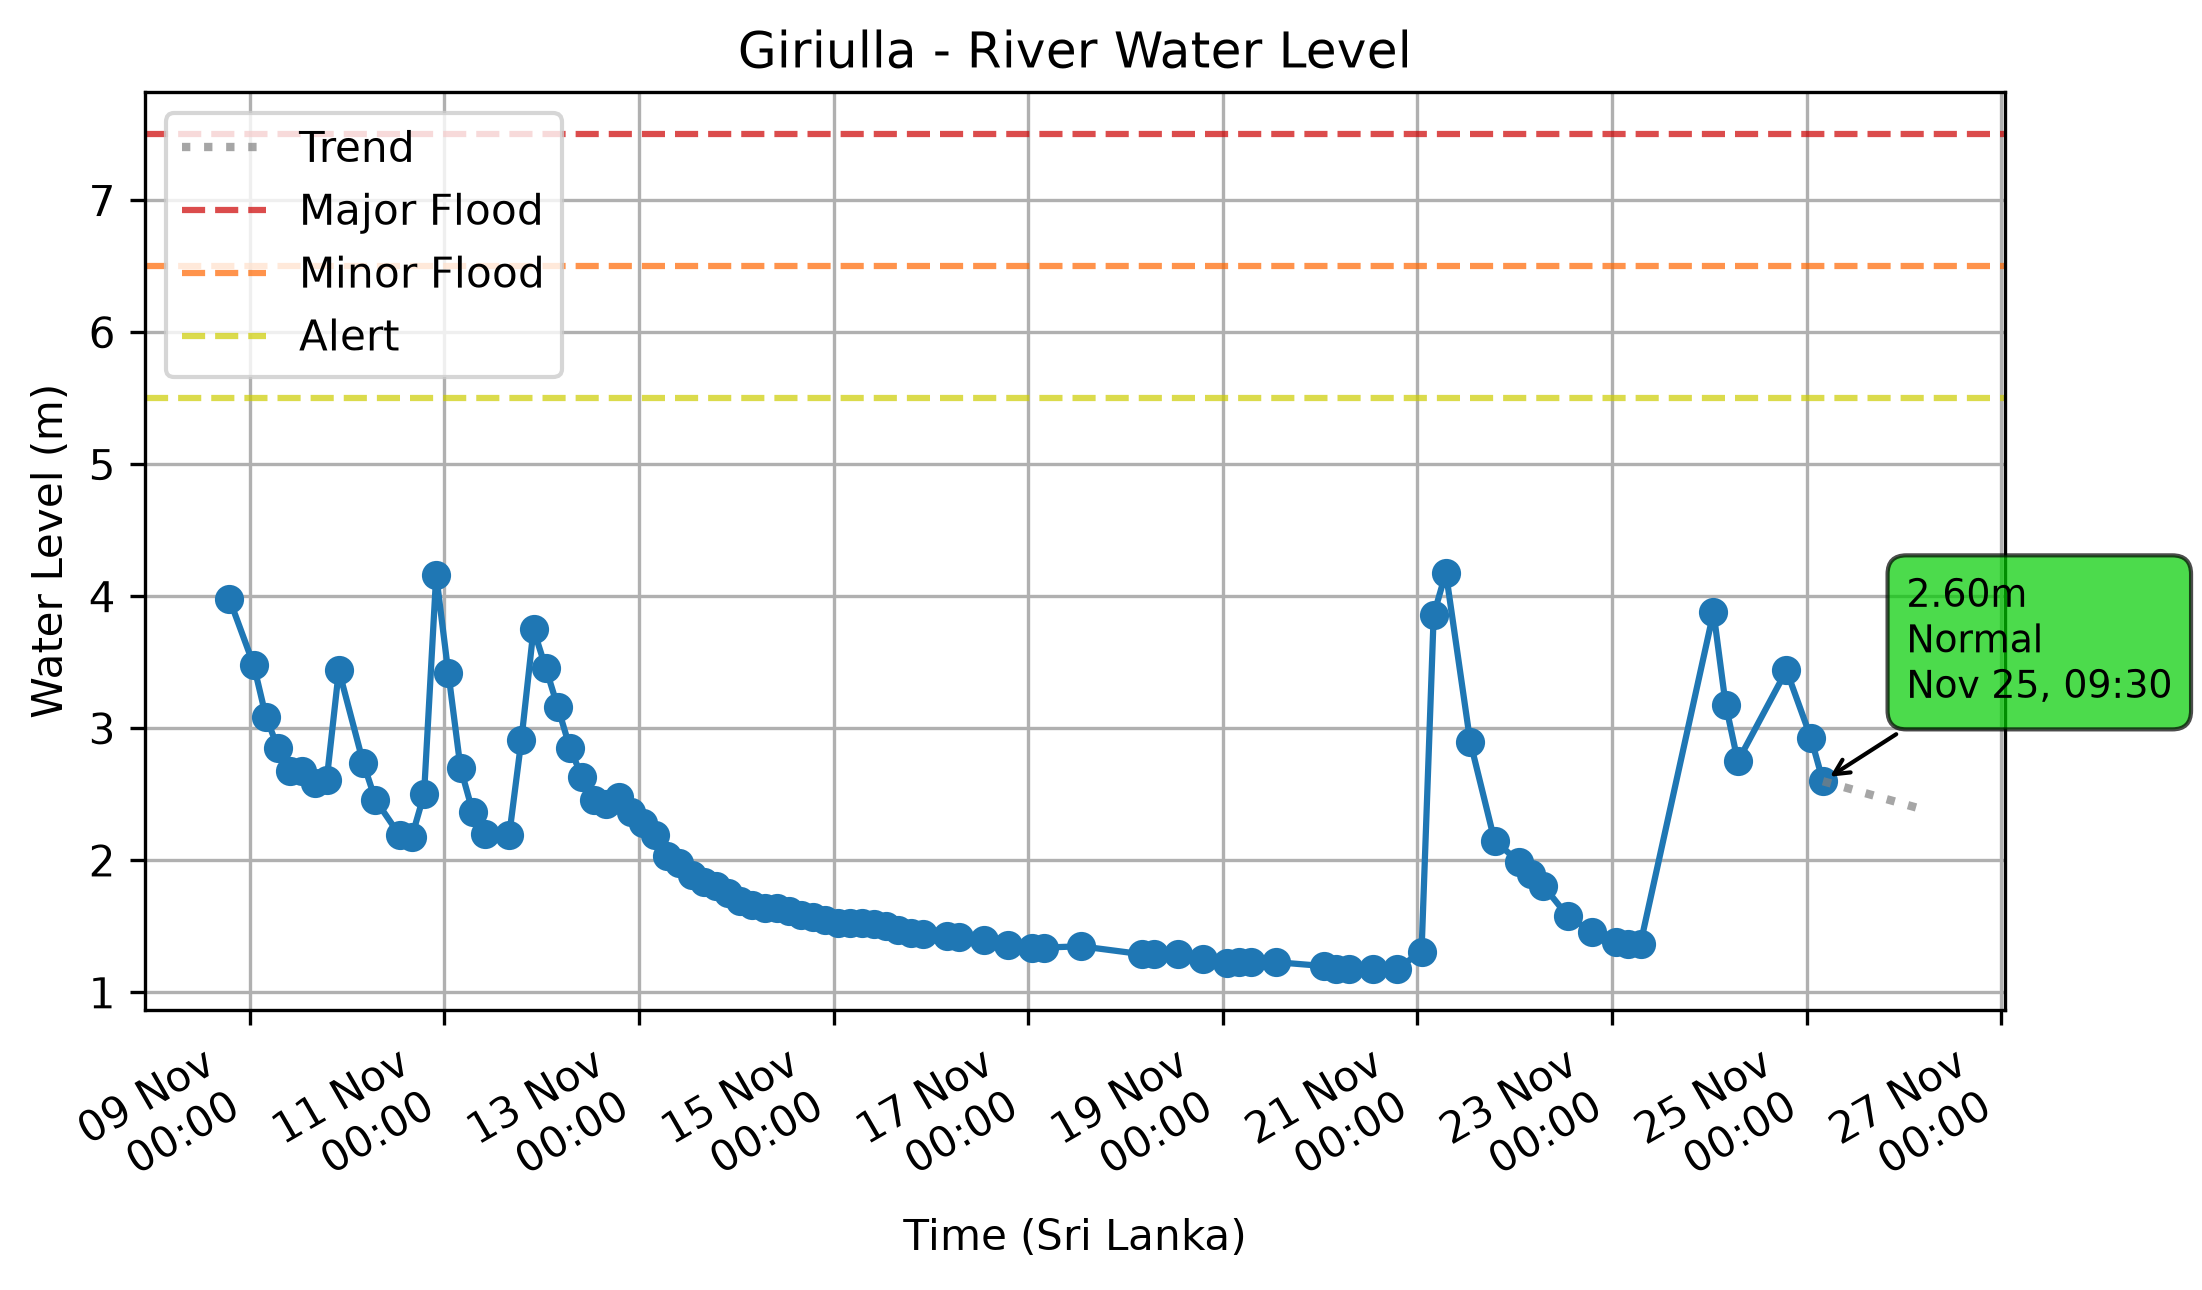 Giriulla - River Water Level
Trend
Major Flood
Minor Flood
Alert
7
6
5
4
3
2
1
Water Level (m)
2.60m
Normal
Nov 25, 09:30
09 Nov
00:00
11 Nov
00:00
13 Nov
00:00
15 Nov
00:00
17 Nov
00:00
19 Nov
00:00
21 Nov
00:00
23 Nov
00:00
25 Nov
00:00
27 Nov
00:00
Time (Sri Lanka)